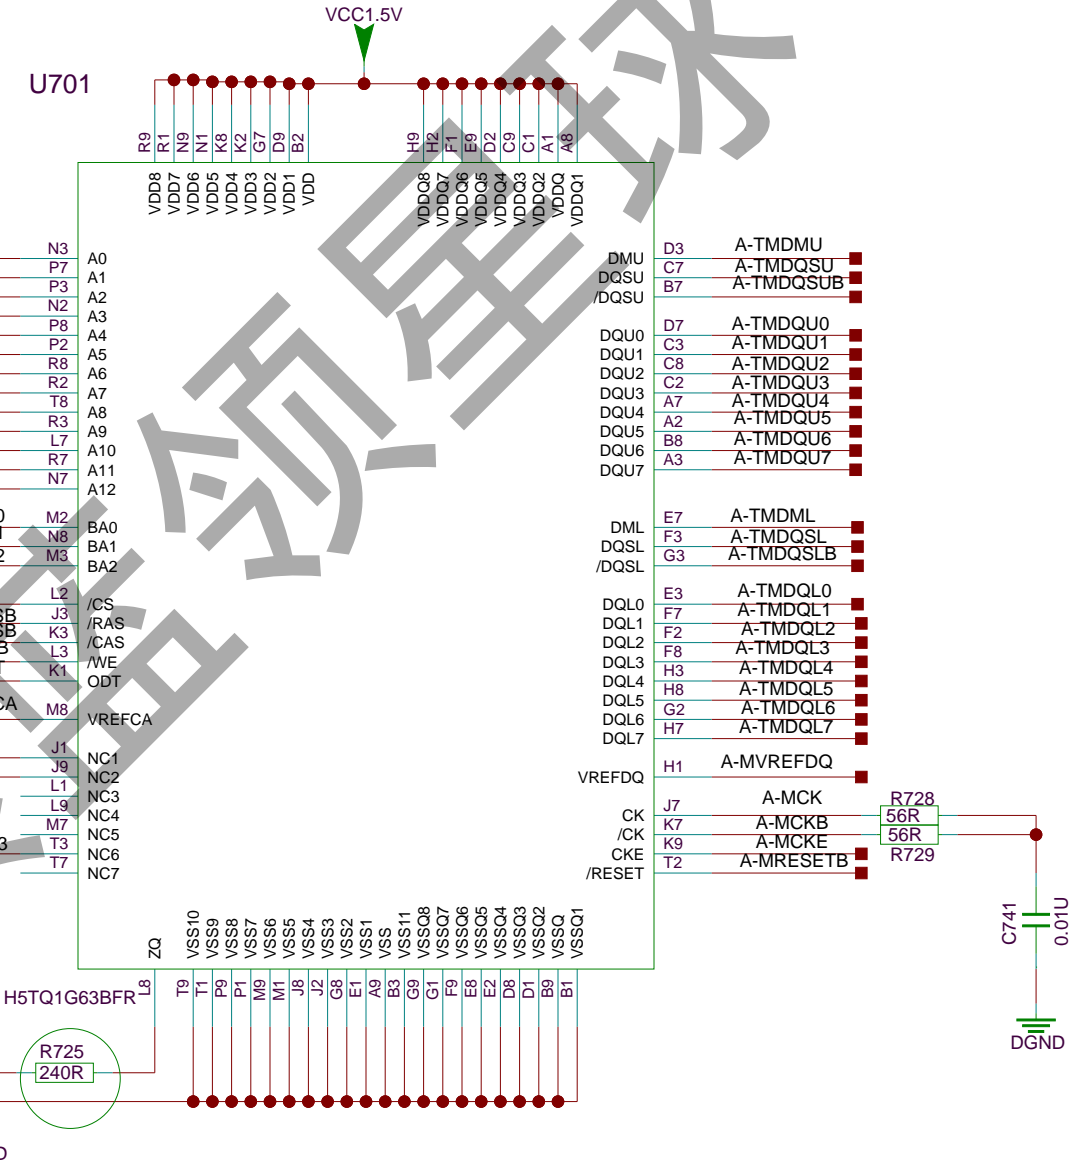 VCC1.5V
U701
R9 R1 N9 N1 K8 K2 G7 D9 B2 H9 H2 F1 E9 D2 C9 C1 A1 A8
VDD8 VDD7 VDD6 VDD5 VDD4 VDD3 VDD2 VDD1 VDD VDDQ8 VDDQ7 VDDQ6 VDDQ5 VDDQ4 VDDQ3 VDDQ2 VDDQ VDDQ1
N3 A0 DMU D3 A-TMDMU
P7 A1 DQSU C7 A-TMDQSU
P3 A2 /DQSU B7 A-TMDQSUB
N2 A3
P8 A4 DQU0 D7 A-TMDQU0
P2 A5 DQU1 C3 A-TMDQU1
R8 A6 DQU2 C8 A-TMDQU2
R2 A7 DQU3 C2 A-TMDQU3
T8 A8 DQU4 A7 A-TMDQU4
R3 A9 DQU5 A2 A-TMDQU5
L7 A10 DQU6 B8 A-TMDQU6
R7 A11 DQU7 A3 A-TMDQU7
N7 A12
M2 BA0 DML E7 A-TMDML
N8 BA1 DQSL F3 A-TMDQSL
M3 BA2 /DQSL G3 A-TMDQSLB
L2 /CS DQL0 E3 A-TMDQL0
SB J3 /RAS DQL1 F7 A-TMDQL1
SB K3 /CAS DQL2 F2 A-TMDQL2
B L3 /WE DQL3 F8 A-TMDQL3
T K1 ODT DQL4 H3 A-TMDQL4
DQL5 H8 A-TMDQL5
CA M8 VREFCA DQL6 G2 A-TMDQL6
DQL7 H7 A-TMDQL7
J1 NC1
J9 NC2 VREFDQ H1 A-MVREFDQ
L1 NC3
L9 NC4 CK J7 A-MCK R728 56R
M7 NC5 /CK K7 A-MCKB 56R R729
3 T3 NC6 CKE K9 A-MCKE
T7 NC7 /RESET T2 A-MRESETB
ZQ VSS10 VSS9 VSS8 VSS7 VSS6 VSS5 VSS4 VSS3 VSS2 VSS1 VSS VSS11 VSSQ8 VSSQ7 VSSQ6 VSSQ5 VSSQ4 VSSQ3 VSSQ2 VSSQ VSSQ1
C741 0.01U
L8 T9 T1 P9 P1 M9 M1 J8 J2 G8 E1 A9 B3 G9 G1 F9 E8 E2 D8 D1 B9 B1
H5TQ1G63BFR
DGND
R725
240R
蓝领星球